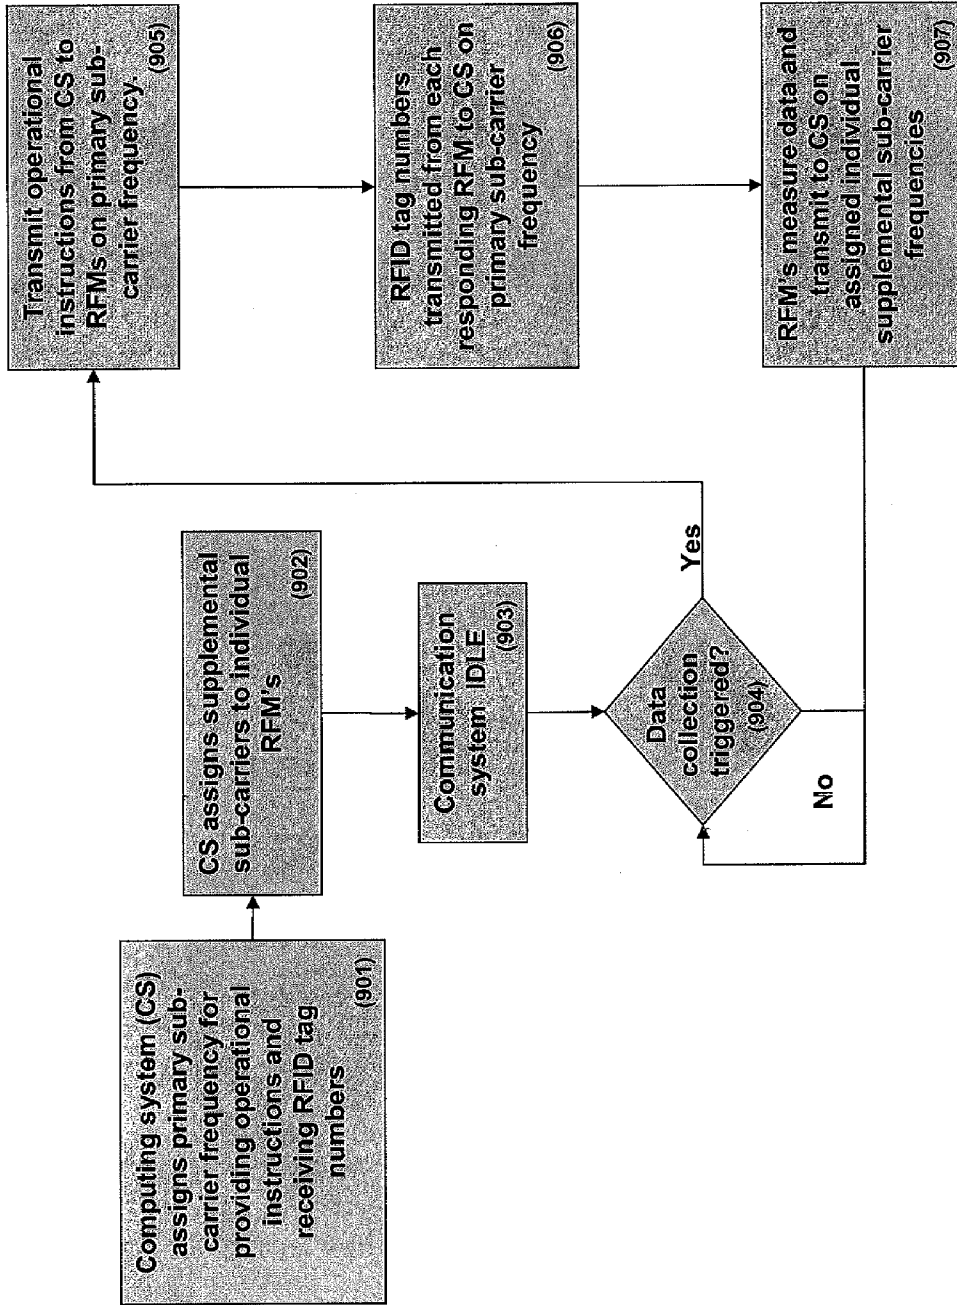 Computing system (CS)
assigns primary sub-
carrier frequency for
providing operational
instructions and
receiving RFID tag
numbers
(901)
CS assigns supplemental
sub-carriers to individual
RFM's
(902)
Communication
system IDLE
(903)
Data
collection
triggered?
(904)
No
Yes
Transmit operational
instructions from CS to
RFMs on primary sub-
carrier frequency.
(905)
RFID tag numbers
transmitted from each
responding RFM to CS on
primary sub-carrier
frequency
(906)
RFM's measure data and
transmit to CS on
assigned individual
supplemental sub-carrier
frequencies
(907)